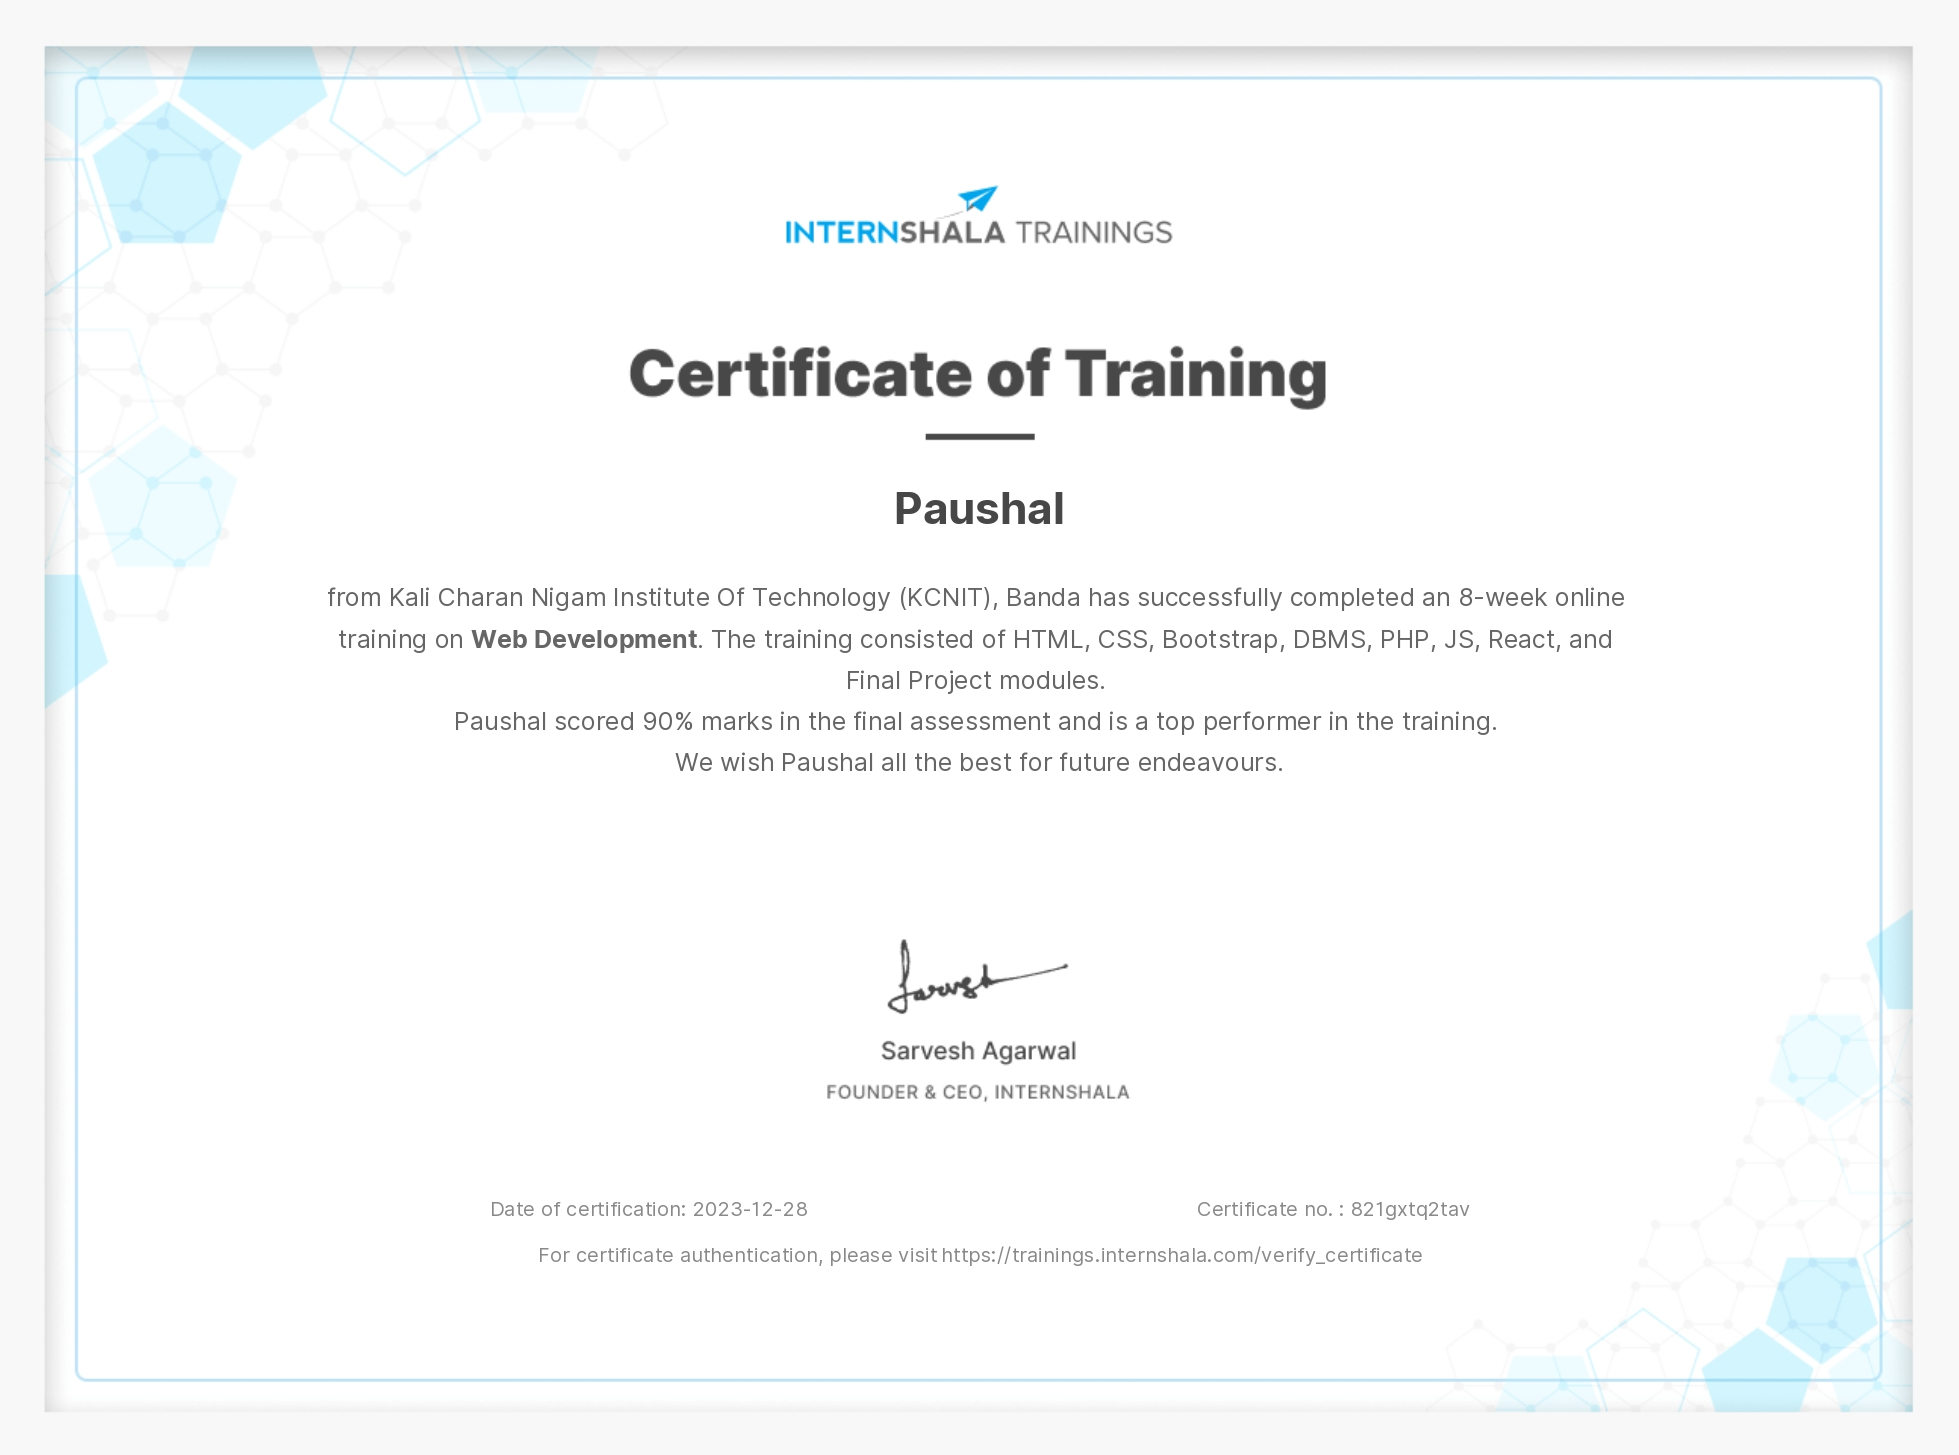 INTERNSHALA TRAININGS
Certificate of Training
Paushal
from Kali Charan Nigam Institute Of Technology (KCNIT), Banda has successfully completed an 8-week online
training on Web Development. The training consisted of HTML, CSS, Bootstrap, DBMS, PHP, JS, React, and
Final Project modules.
Paushal scored 90% marks in the final assessment and is a top performer in the training.
We wish Paushal all the best for future endeavours.
Sarvesh
Sarvesh Agarwal
FOUNDER & CEO, INTERNSHALA
Date of certification: 2023-12-28
Certificate no. : 821gxtq2tav
For certificate authentication, please visit https://trainings.internshala.com/verify_certificate